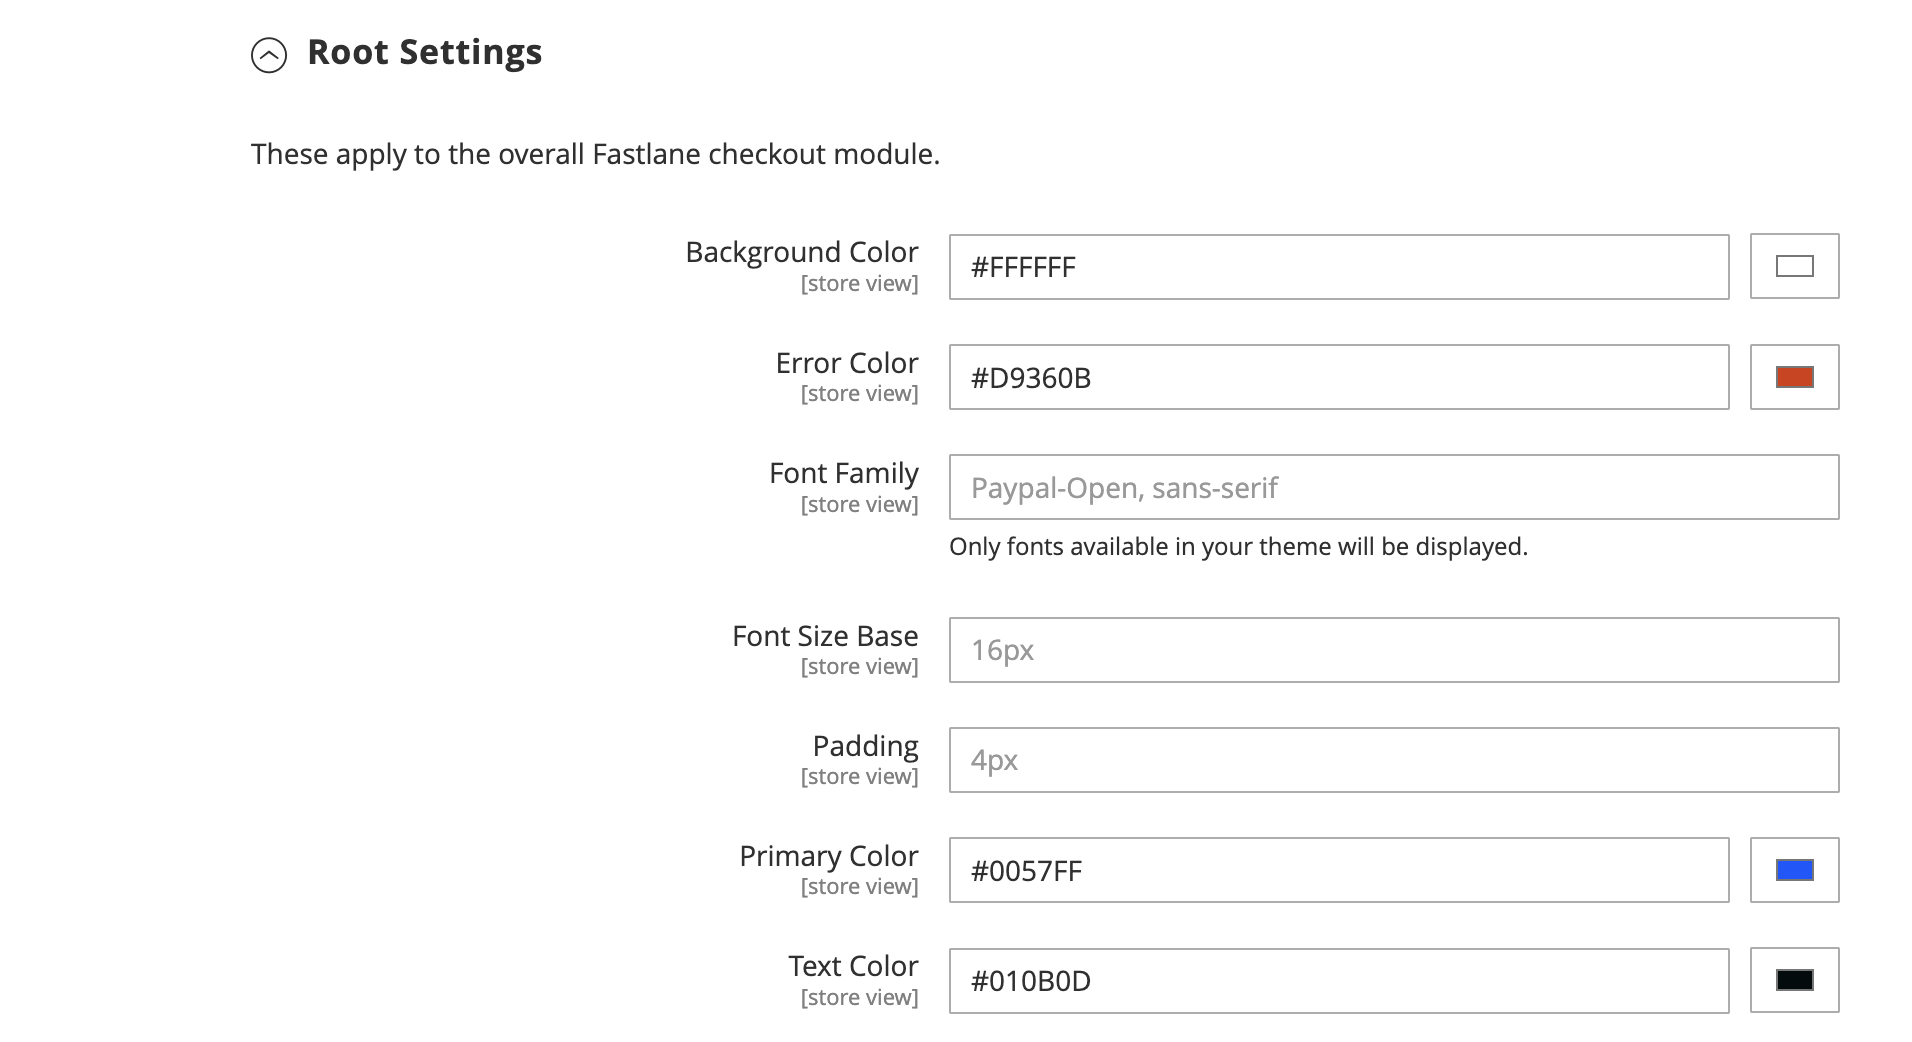 Root Settings
These apply to the overall Fastlane checkout module.
Background Color
[store view]
#FFFFFF
Error Color
[store view]
#D9360B
Font Family
[store view]
Paypal-Open, sans-serif
Only fonts available in your theme will be displayed.
Font Size Base
[store view]
16px
Padding
[store view]
4px
Primary Color
[store view]
#0057FF
Text Color
[store view]
#010B0D